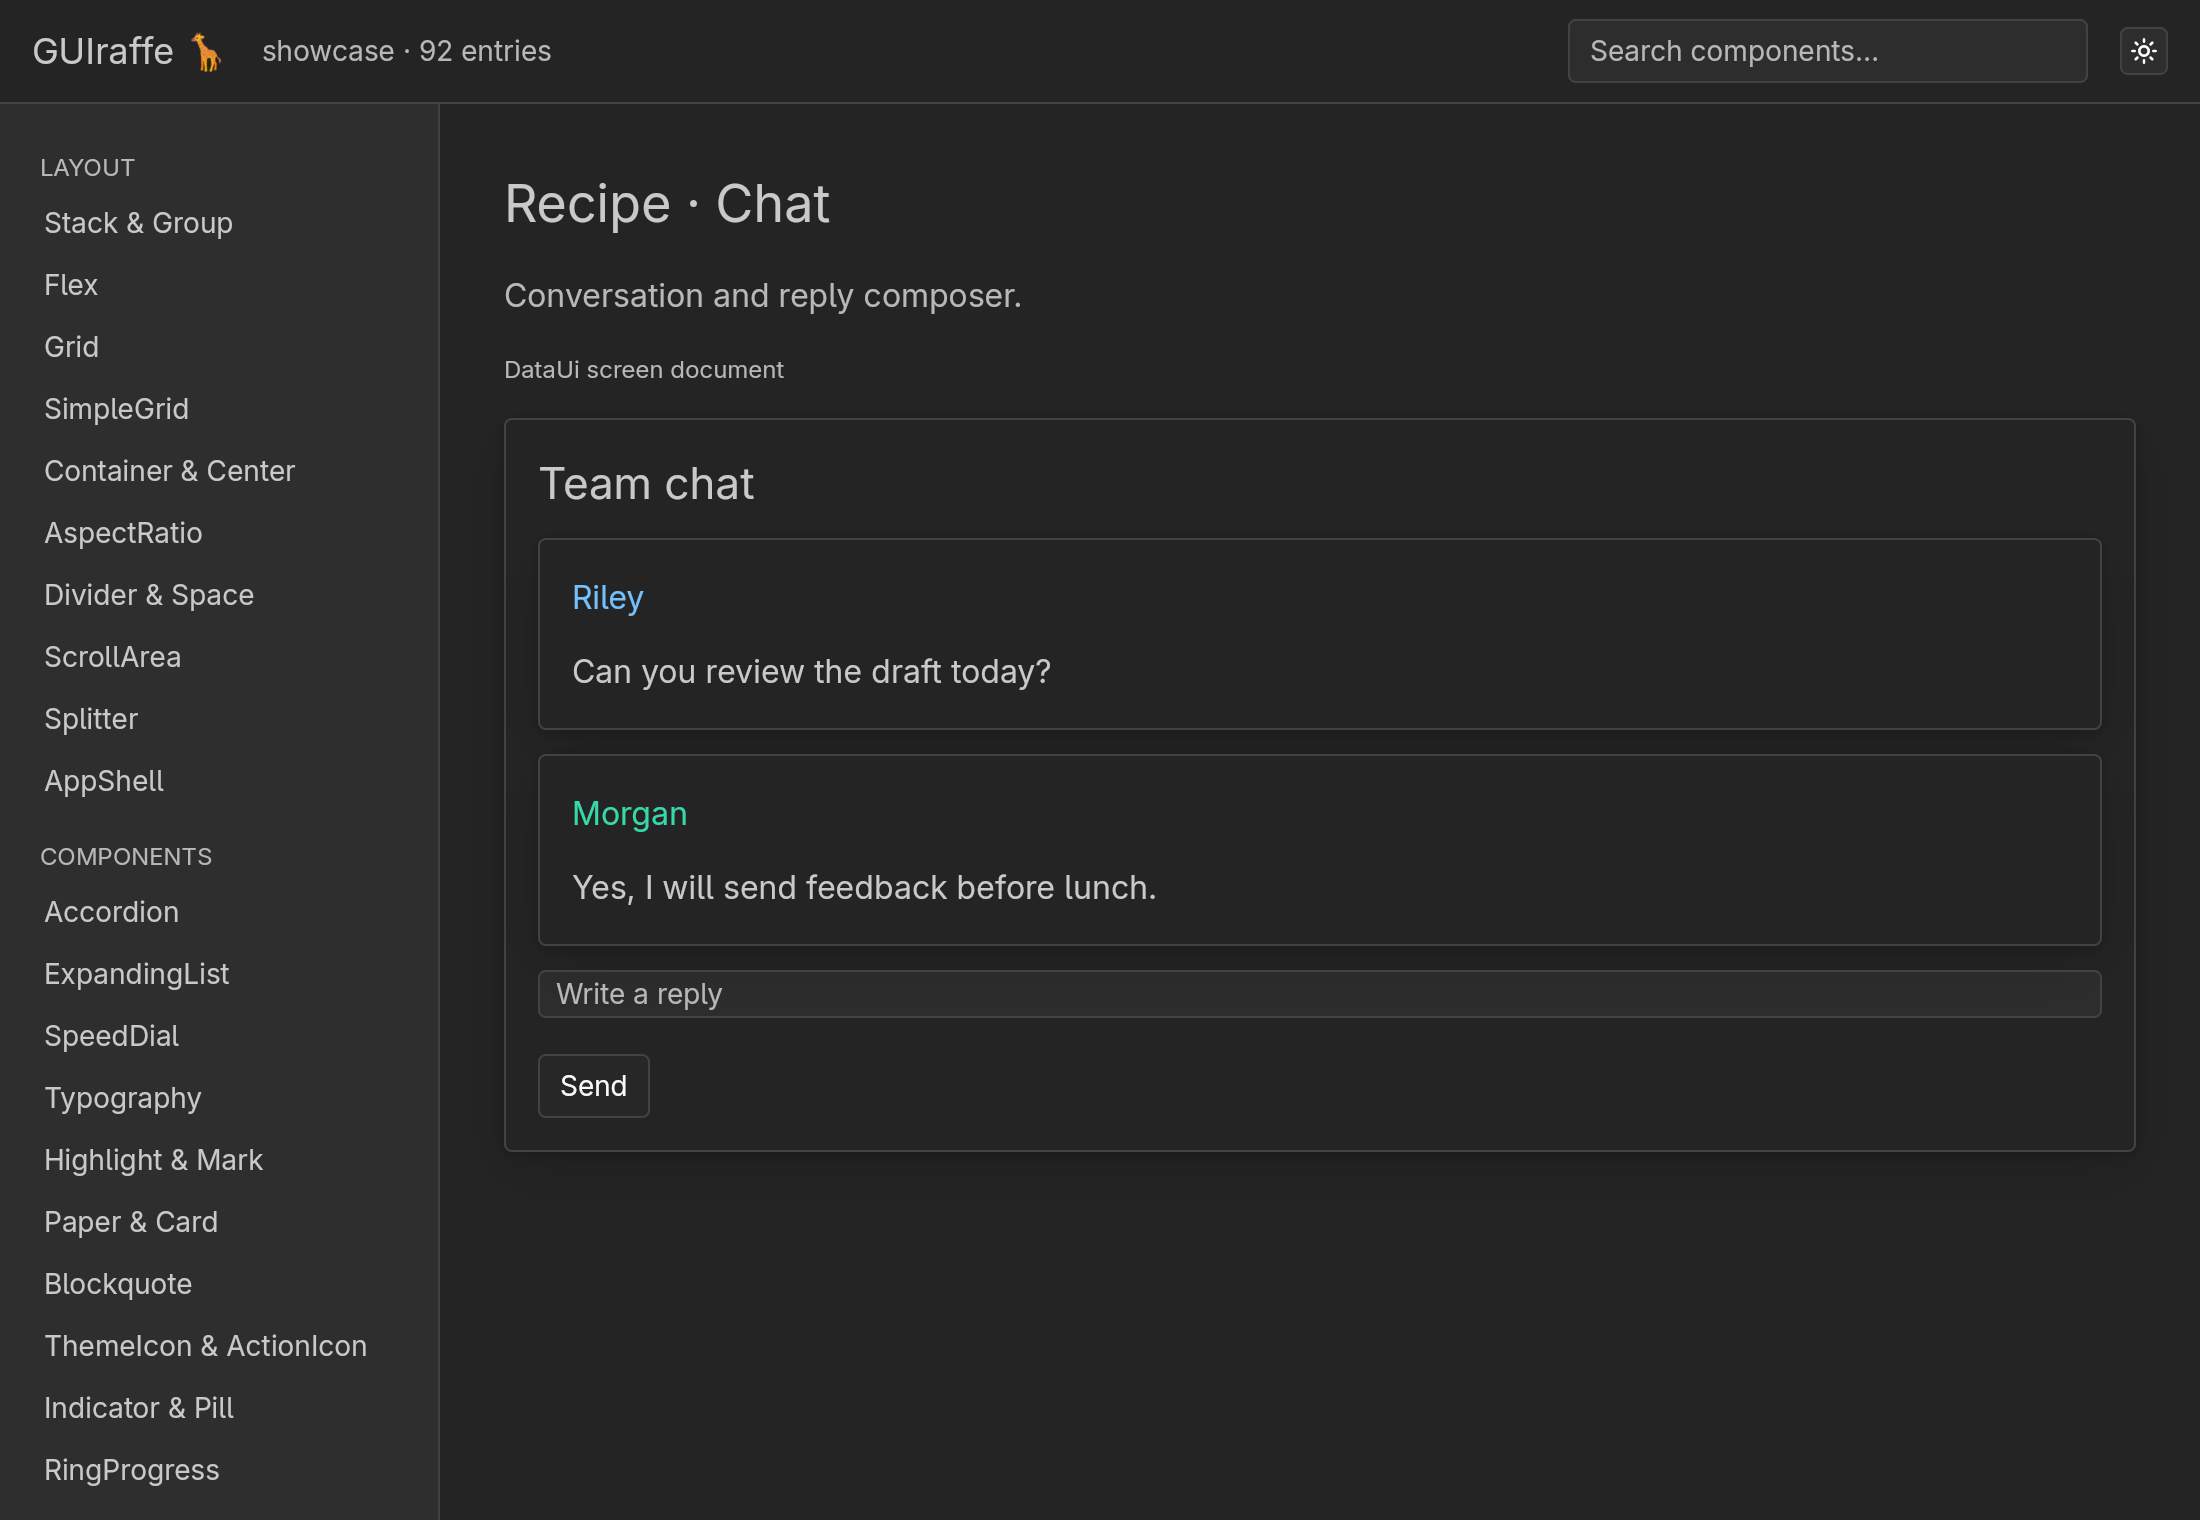 GUIraffe 🦒
showcase · 92 entries
Search components...
LAYOUT
Stack & Group
Flex
Grid
SimpleGrid
Container & Center
AspectRatio
Divider & Space
ScrollArea
Splitter
AppShell
COMPONENTS
Accordion
ExpandingList
SpeedDial
Typography
Highlight & Mark
Paper & Card
Blockquote
ThemeIcon & ActionIcon
Indicator & Pill
RingProgress
Recipe · Chat
Conversation and reply composer.
DataUi screen document
Team chat
Riley
Can you review the draft today?
Morgan
Yes, I will send feedback before lunch.
Write a reply
Send